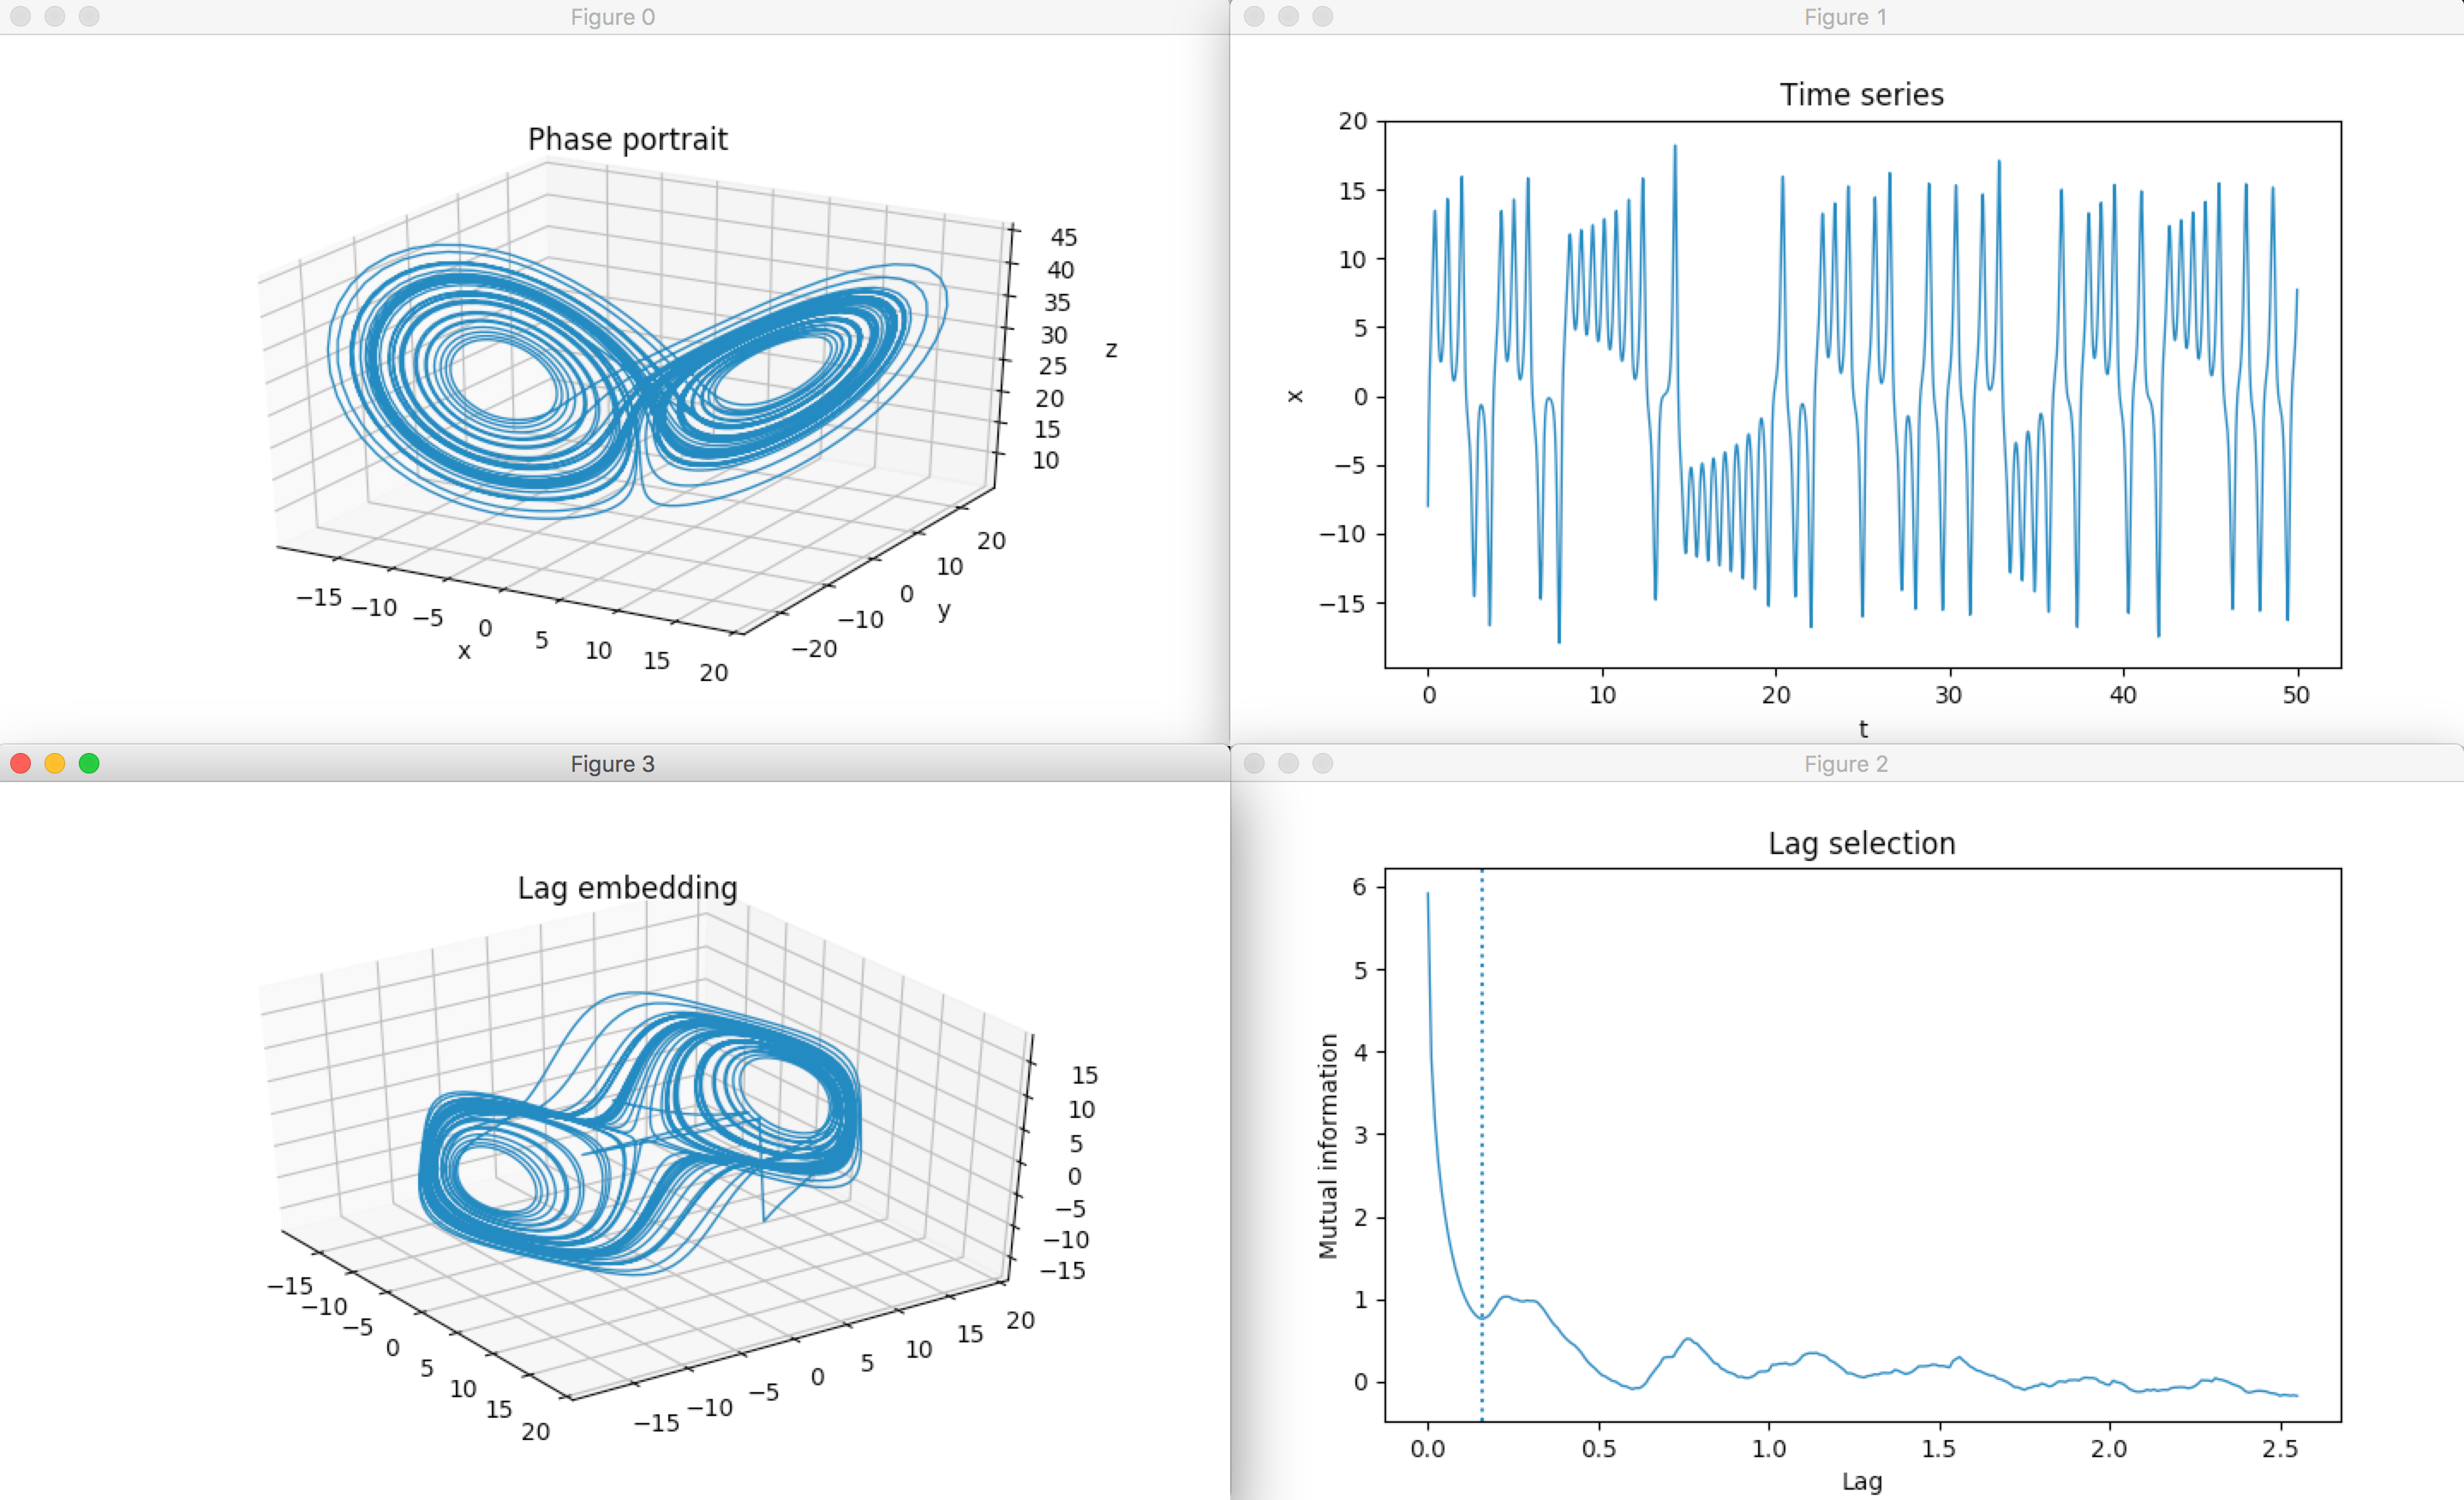 Figure 0
Phase portrait
45
40
35
30
25
20
15
10
z
−15 −10 −5 0 5 10 15 20
x
−20 −10 0 10 20
y
Figure 1
Time series
20
15
10
5
0
−5
−10
−15
x
0 10 20 30 40 50
t
Figure 3
Lag embedding
15
10
5
0
−5
−10
−15
−15 −10 −5 0 5 10 15 20
−15 −10 −5 0 5 10 15 20
Figure 2
Lag selection
6
5
4
3
2
1
0
Mutual information
0.0 0.5 1.0 1.5 2.0 2.5
Lag